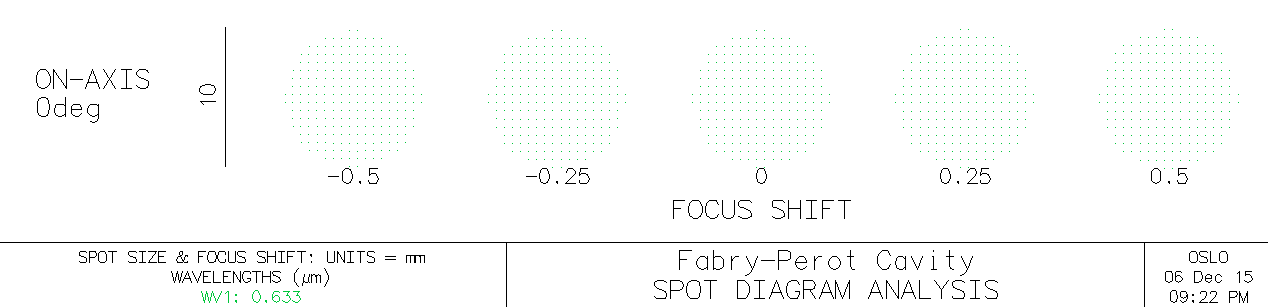 ON-AXIS
0deg
10
-0.5 -0.25 0 0.25 0.5
FOCUS SHIFT
SPOT SIZE & FOCUS SHIFT: UNITS = mm
WAVELENGTHS (μm)
WV1: 0.633
Fabry-Perot Cavity
SPOT DIAGRAM ANALYSIS
OSLO
06 Dec 15
09:22 PM